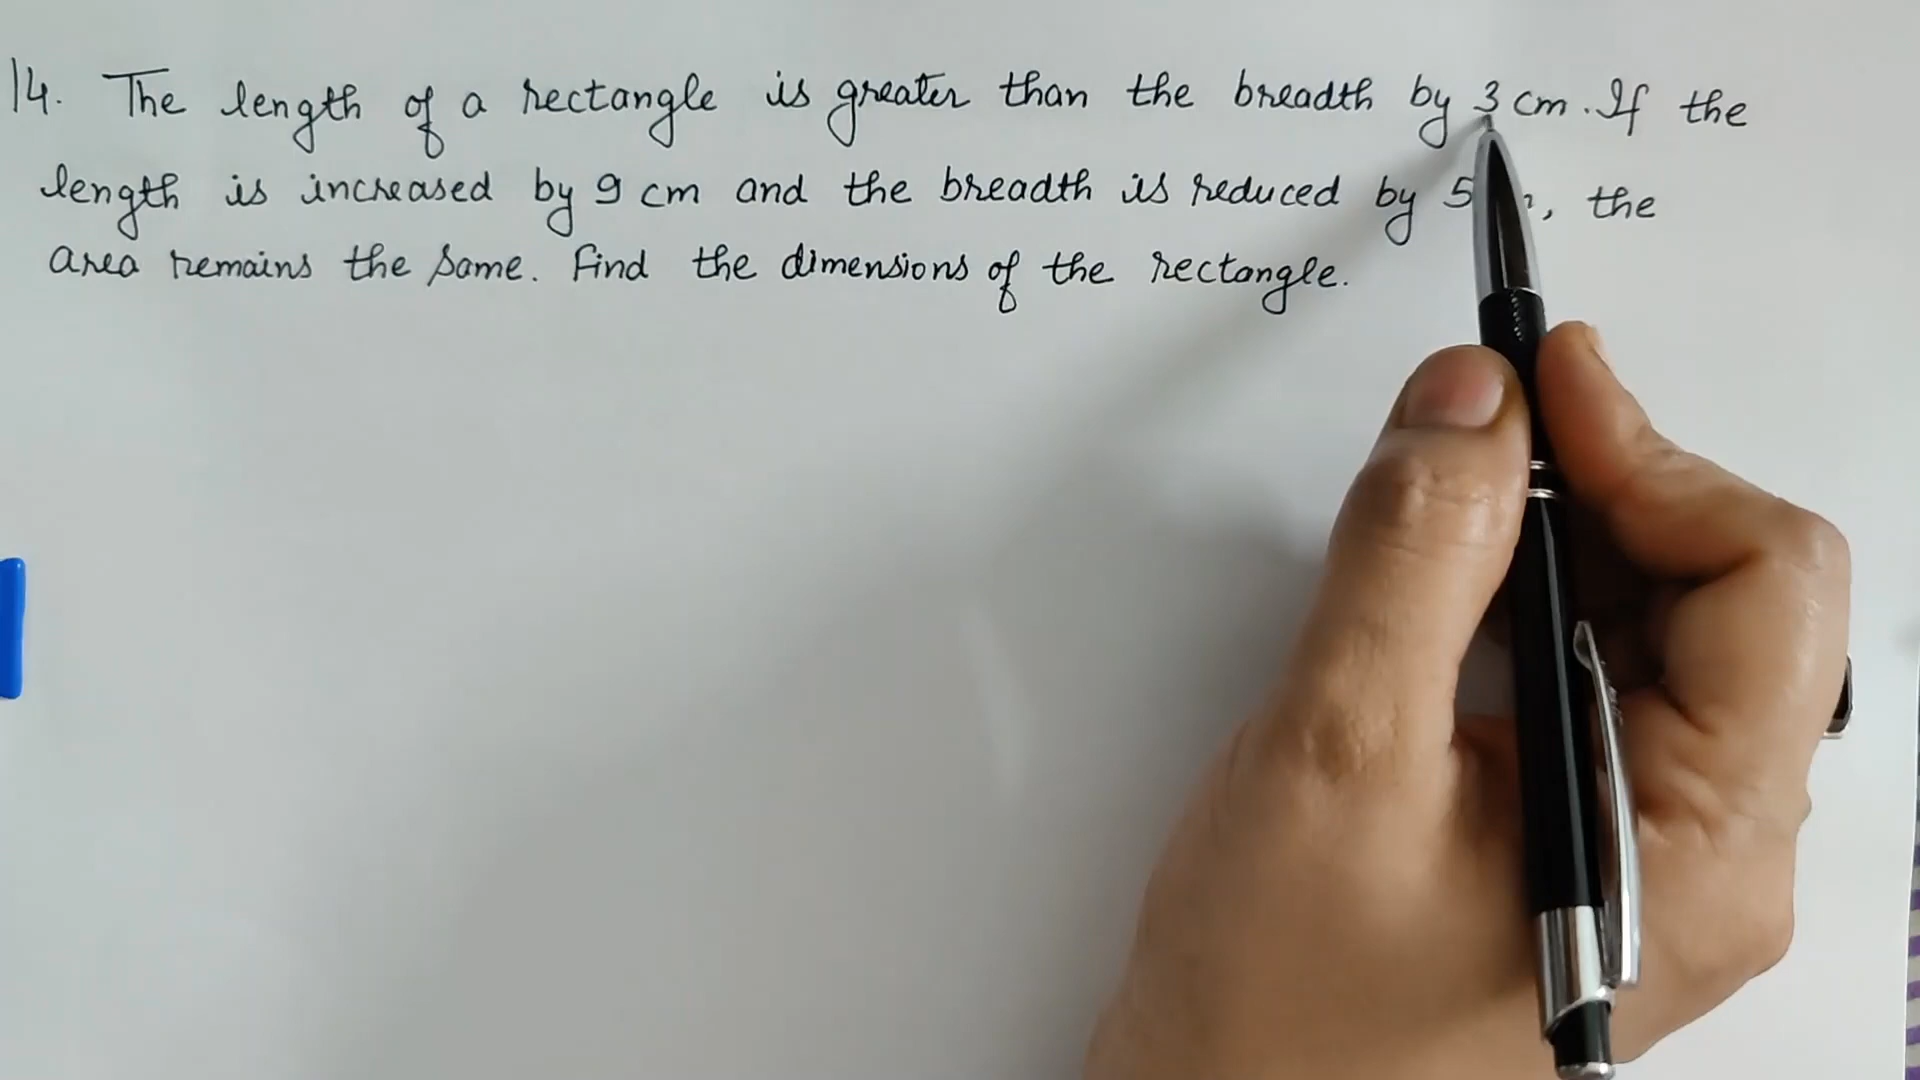 14. The length of a rectangle is greater than the breadth by 3 cm. If the
length is increased by 9 cm and the breadth is reduced by 5 , the
area remains the same. Find the dimensions of the rectangle.